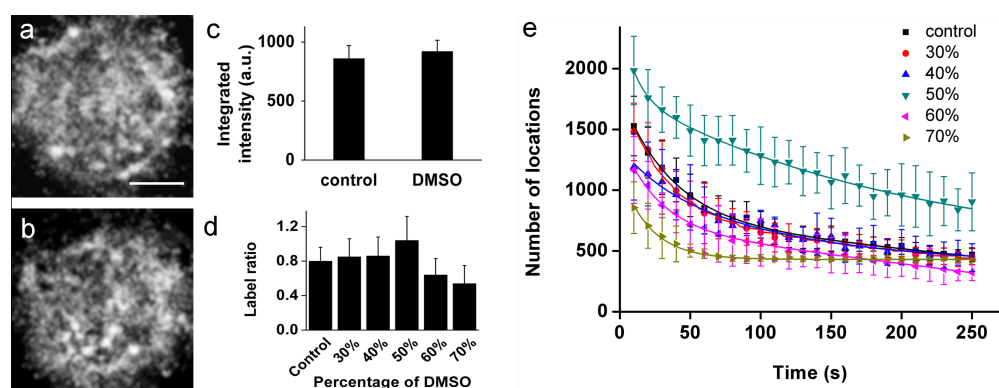 a
b
c
Integrated
intensity (a.u.)
1000
500
0
control
DMSO
d
Label ratio
1.2
0.8
0.4
0.0
Control
30%
40%
50%
60%
70%
Percentage of DMSO
e
Number of locations
2000
1500
1000
500
0
0
50
100
150
200
250
Time (s)
control
30%
40%
50%
60%
70%